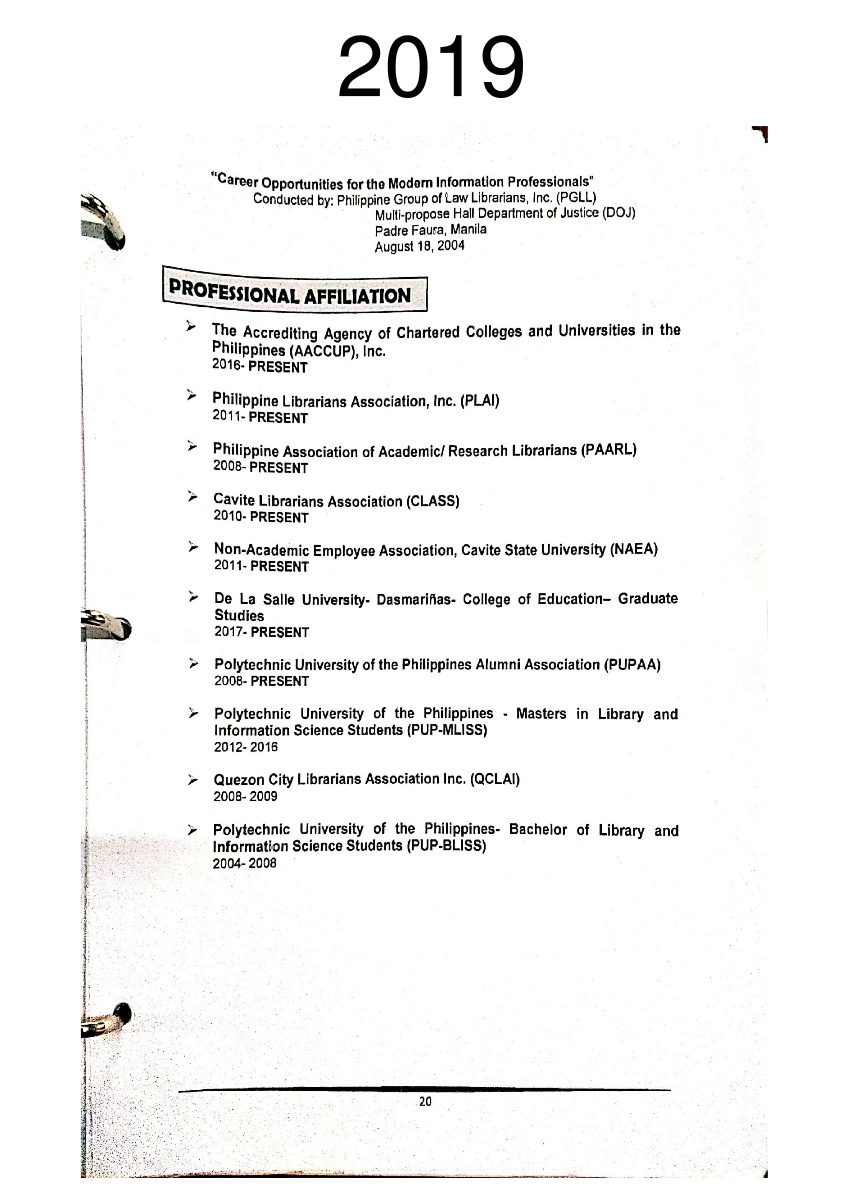 2019
"Career Opportunities for the Modern Information Professionals"
Conducted by: Philippine Group of Law Librarians, Inc. (PGLL)
Multi-propose Hall Department of Justice (DOJ)
Padre Faura, Manila
August 18, 2004
PROFESSIONAL AFFILIATION
➢ The Accrediting Agency of Chartered Colleges and Universities in the
Philippines (AACCUP), Inc.
2016- PRESENT
➢ Philippine Librarians Association, Inc. (PLAI)
2011- PRESENT
➢ Philippine Association of Academic/ Research Librarians (PAARL)
2008- PRESENT
➢ Cavite Librarians Association (CLASS)
2010- PRESENT
➢ Non-Academic Employee Association, Cavite State University (NAEA)
2011- PRESENT
➢ De La Salle University- Dasmariñas- College of Education– Graduate
Studies
2017- PRESENT
➢ Polytechnic University of the Philippines Alumni Association (PUPAA)
2008- PRESENT
➢ Polytechnic University of the Philippines - Masters in Library and
Information Science Students (PUP-MLISS)
2012- 2016
➢ Quezon City Librarians Association Inc. (QCLAI)
2008- 2009
➢ Polytechnic University of the Philippines- Bachelor of Library and
Information Science Students (PUP-BLISS)
2004- 2008
20